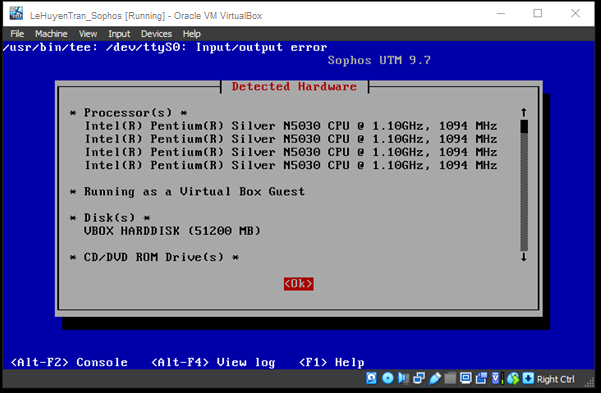 LeHuyenTran_Sophos [Running] - Oracle VM VirtualBox
File Machine View Input Devices Help
/usr/bin/tee: /dev/ttyS0: Input/output error
Sophos UTM 9.7
Detected Hardware
* Processor(s) *
Intel(R) Pentium(R) Silver N5030 CPU @ 1.10GHz, 1094 MHz
Intel(R) Pentium(R) Silver N5030 CPU @ 1.10GHz, 1094 MHz
Intel(R) Pentium(R) Silver N5030 CPU @ 1.10GHz, 1094 MHz
Intel(R) Pentium(R) Silver N5030 CPU @ 1.10GHz, 1094 MHz
* Running as a Virtual Box Guest
* Disk(s) *
VBOX HARDDISK (51200 MB)
* CD/DVD ROM Drive(s) *
<Ok>
<Alt-F2> Console <Alt-F4> View log <F1> Help
Right Ctrl